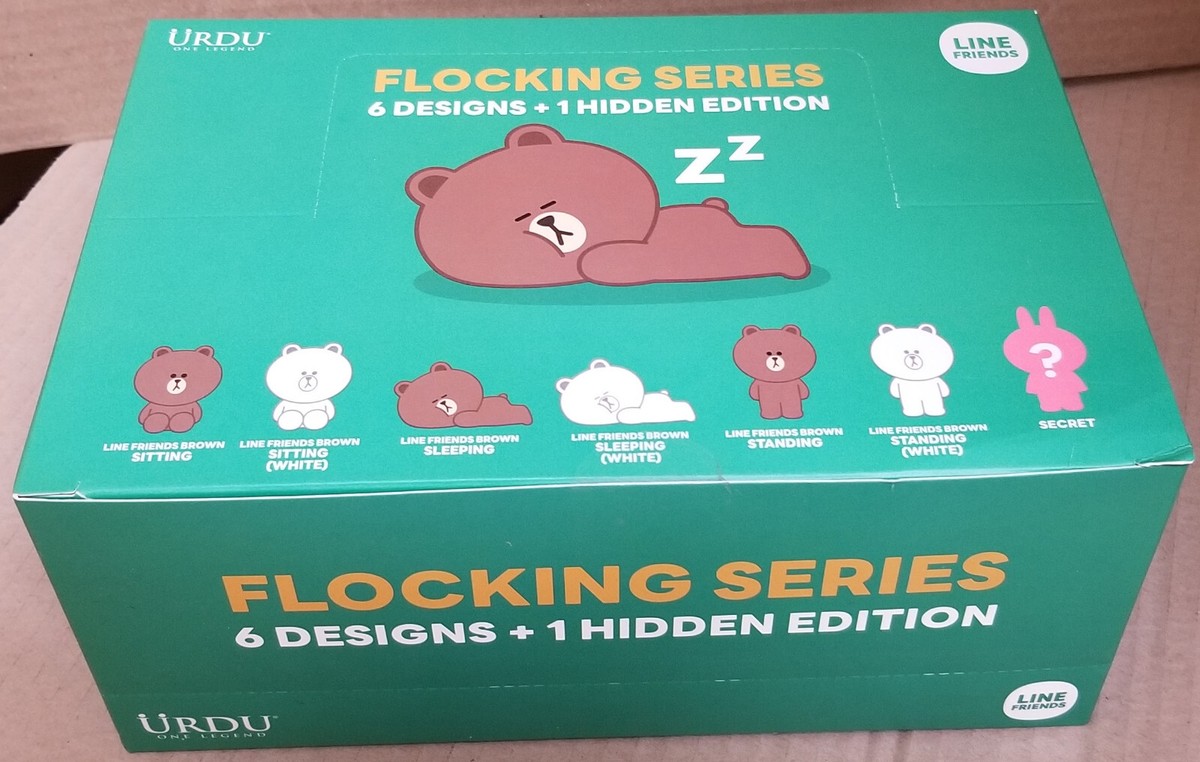 URDU
ONE LEGEND
LINE
FRIENDS
FLOCKING SERIES
6 DESIGNS + 1 HIDDEN EDITION
Z Z
?
LINE FRIENDS BROWN
SITTING
LINE FRIENDS BROWN
SITTING
(WHITE)
LINE FRIENDS BROWN
SLEEPING
LINE FRIENDS BROWN
SLEEPING
(WHITE)
LINE FRIENDS BROWN
STANDING
LINE FRIENDS BROWN
STANDING
(WHITE)
SECRET
FLOCKING SERIES
6 DESIGNS + 1 HIDDEN EDITION
URDU
ONE LEGEND
LINE
FRIENDS